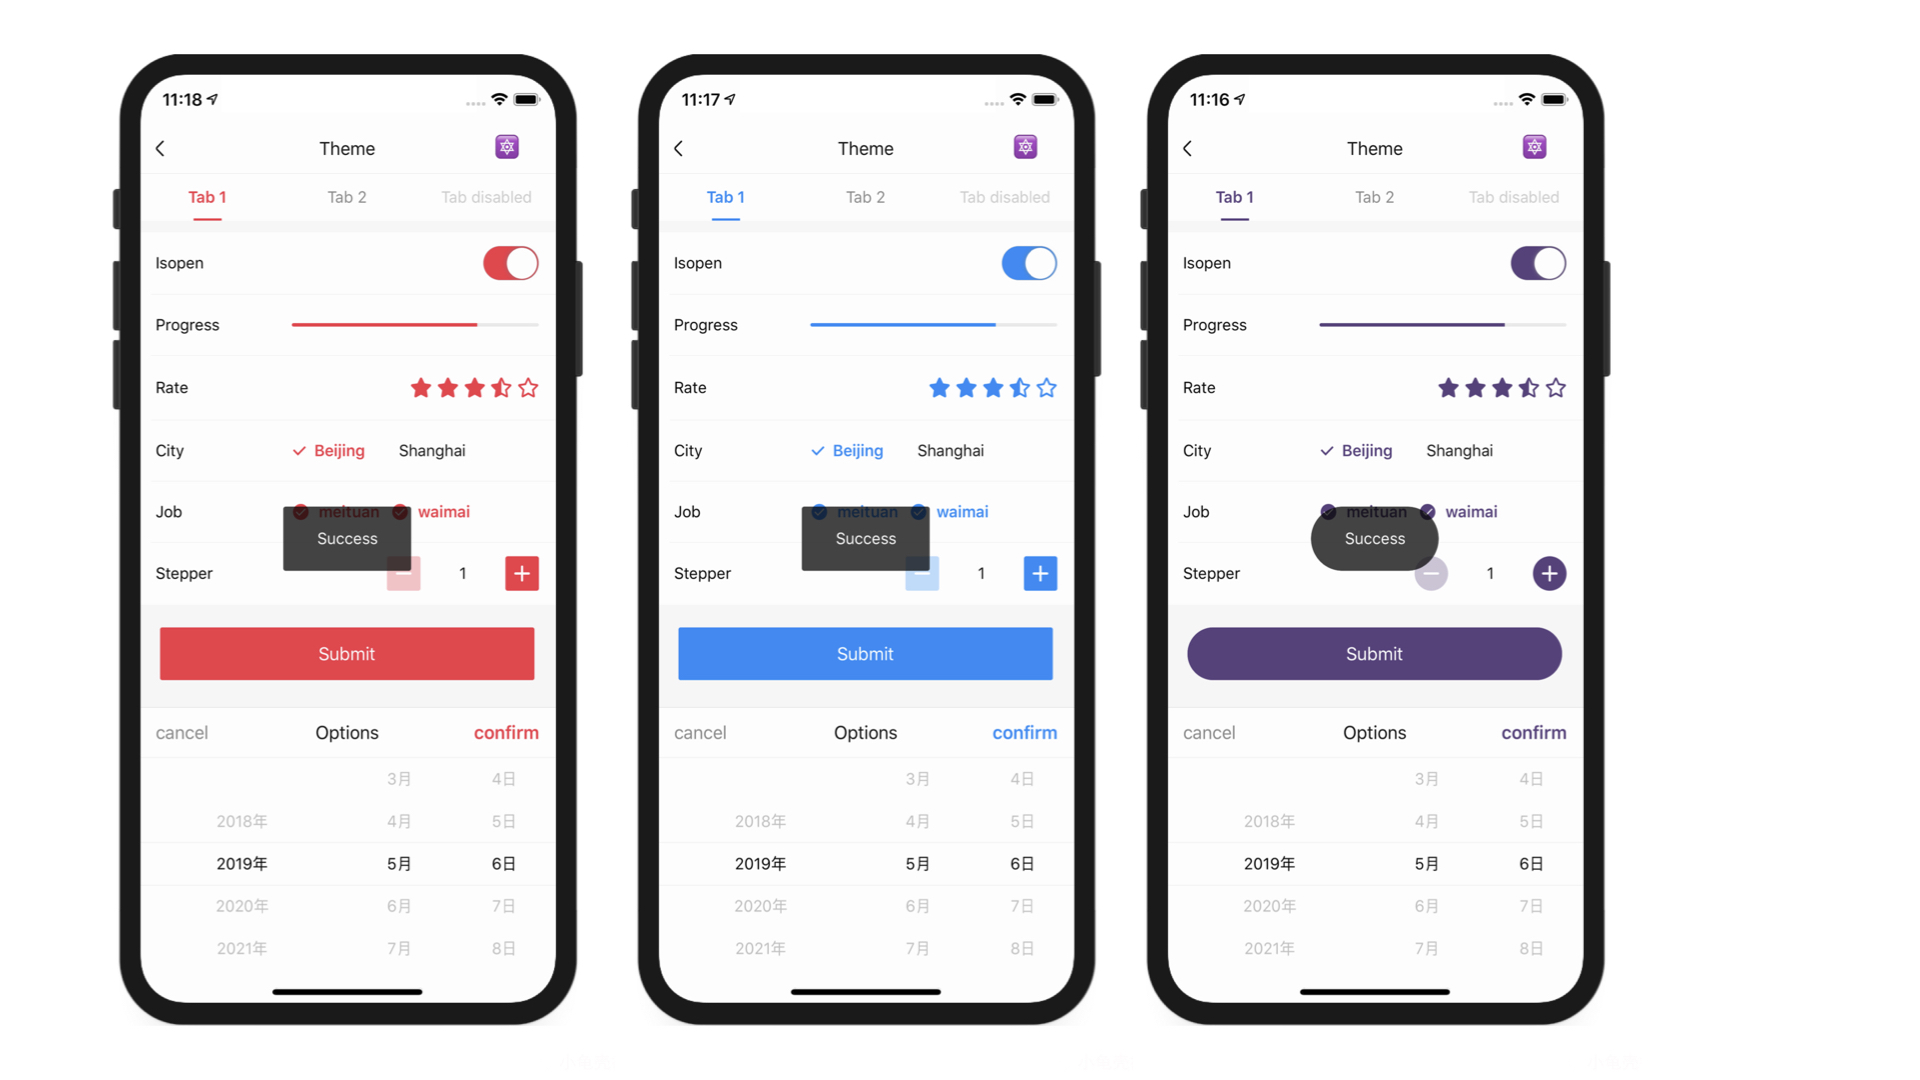 11:18
Theme
Tab 1 Tab 2 Tab disabled
Isopen
Progress
Rate
City Beijing Shanghai
Job meituan waimai
Success
Stepper 1
Submit
cancel Options confirm
3月 4日
2018年 4月 5日
2019年 5月 6日
2020年 6月 7日
2021年 7月 8日
11:17
Theme
Tab 1 Tab 2 Tab disabled
Isopen
Progress
Rate
City Beijing Shanghai
Job meituan waimai
Success
Stepper 1
Submit
cancel Options confirm
3月 4日
2018年 4月 5日
2019年 5月 6日
2020年 6月 7日
2021年 7月 8日
11:16
Theme
Tab 1 Tab 2 Tab disabled
Isopen
Progress
Rate
City Beijing Shanghai
Job meituan waimai
Success
Stepper 1
Submit
cancel Options confirm
3月 4日
2018年 4月 5日
2019年 5月 6日
2020年 6月 7日
2021年 7月 8日